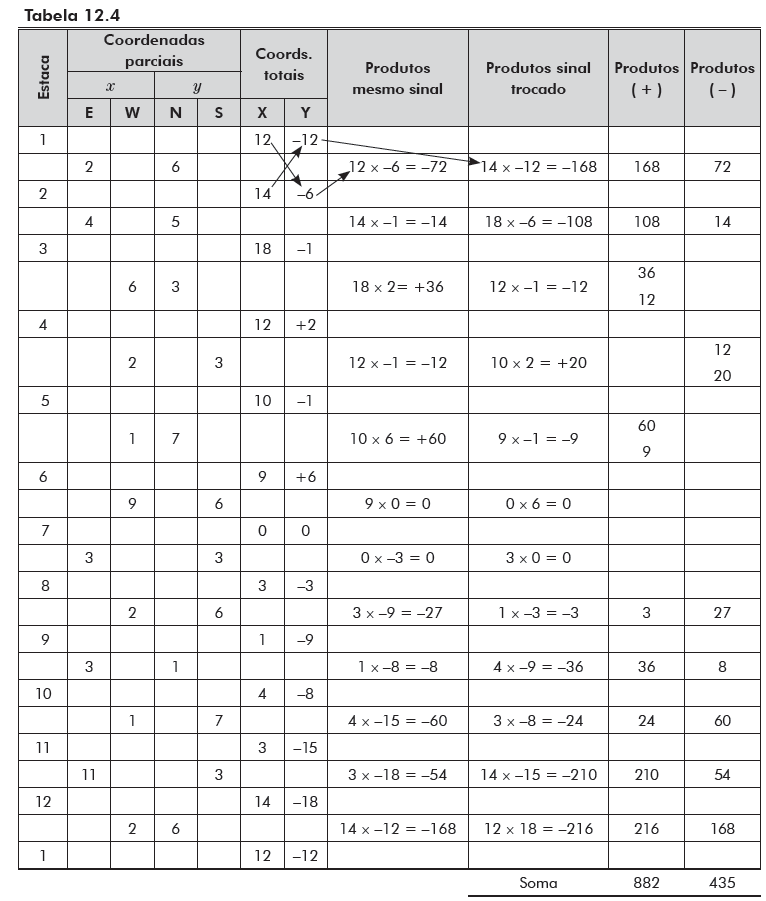 Tabela 12.4
Estaca
Coordenadas parciais
Coords. totais
Produtos mesmo sinal
Produtos sinal trocado
Produtos (+)
Produtos (–)
x y
E W N S X Y
1 12 –12
2 6 12 x –6 = –72 14 x –12 = –168 168 72
2 14 –6
4 5 14 x –1 = –14 18 x –6 = –108 108 14
3 18 –1
6 3 18 x 2= +36 12 x –1 = –12 36 12
4 12 +2
2 3 12 x –1 = –12 10 x 2 = +20 12 20
5 10 –1
1 7 10 x 6 = +60 9 x –1 = –9 60 9
6 9 +6
9 6 9 x 0 = 0 0 x 6 = 0
7 0 0
3 3 0 x –3 = 0 3 x 0 = 0
8 3 –3
2 6 3 x –9 = –27 1 x –3 = –3 3 27
9 1 –9
3 1 1 x –8 = –8 4 x –9 = –36 36 8
10 4 –8
1 7 4 x –15 = –60 3 x –8 = –24 24 60
11 3 –15
11 3 3 x –18 = –54 14 x –15 = –210 210 54
12 14 –18
2 6 14 x –12 = –168 12 x 18 = –216 216 168
1 12 –12
Soma 882 435